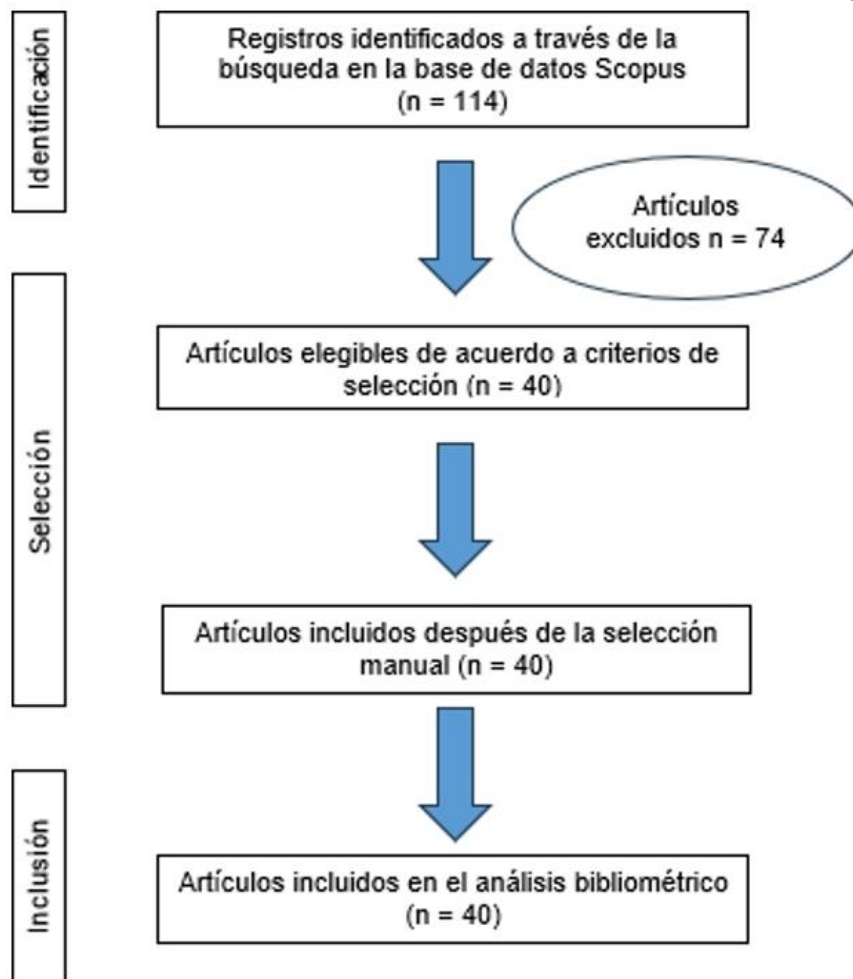 Identificación
Registros identificados a través de la
búsqueda en la base de datos Scopus
(n = 114)
Artículos
excluidos n = 74
Selección
Artículos elegibles de acuerdo a criterios de
selección (n = 40)
Artículos incluidos después de la selección
manual (n = 40)
Inclusión
Artículos incluidos en el análisis bibliométrico
(n = 40)